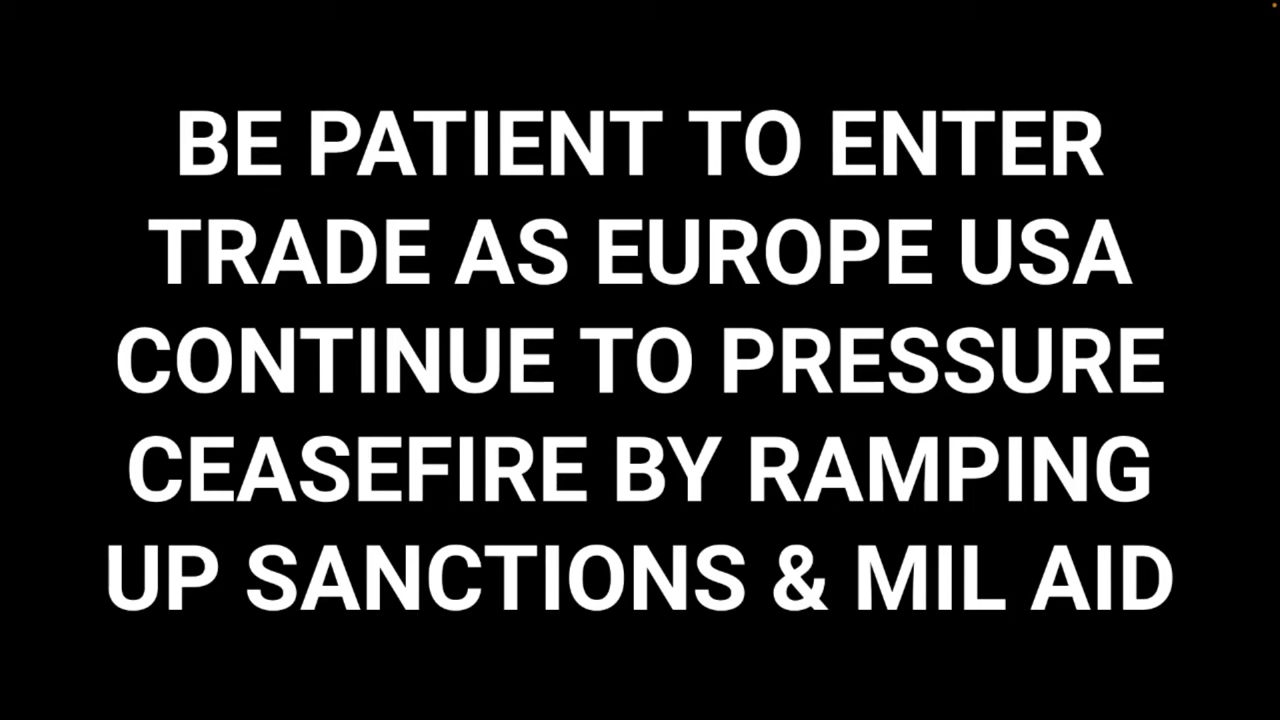 BE PATIENT TO ENTER
TRADE AS EUROPE USA
CONTINUE TO PRESSURE
CEASEFIRE BY RAMPING
UP SANCTIONS & MIL AID